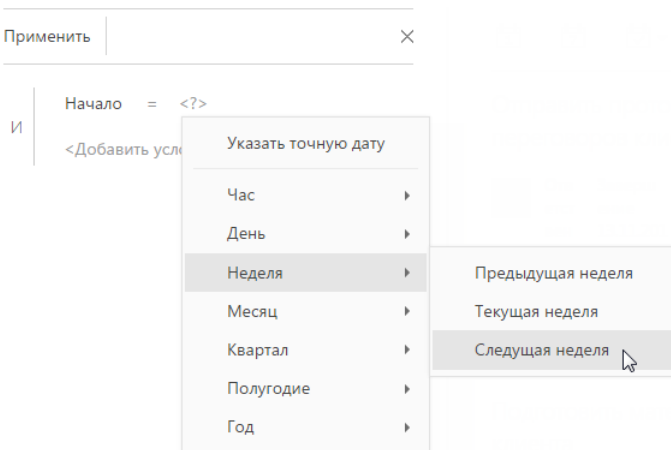 Применить
Начало = <?>
И
<Добавить усло
Указать точную дату
Час
День
Неделя
Месяц
Квартал
Полугодие
Год
Предыдущая неделя
Текущая неделя
Следущая неделя